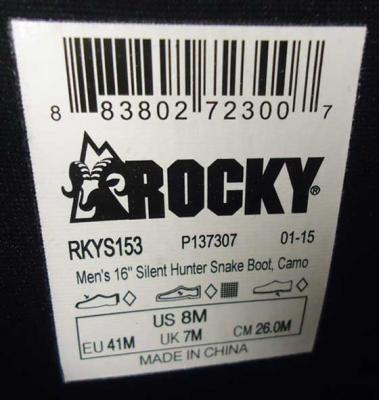 8 83802 72300 7
ROCKY®
RKYS153 P137307 01-15
Men's 16" Silent Hunter Snake Boot, Camo
US 8M
EU 41M UK 7M CM 26.0M
MADE IN CHINA